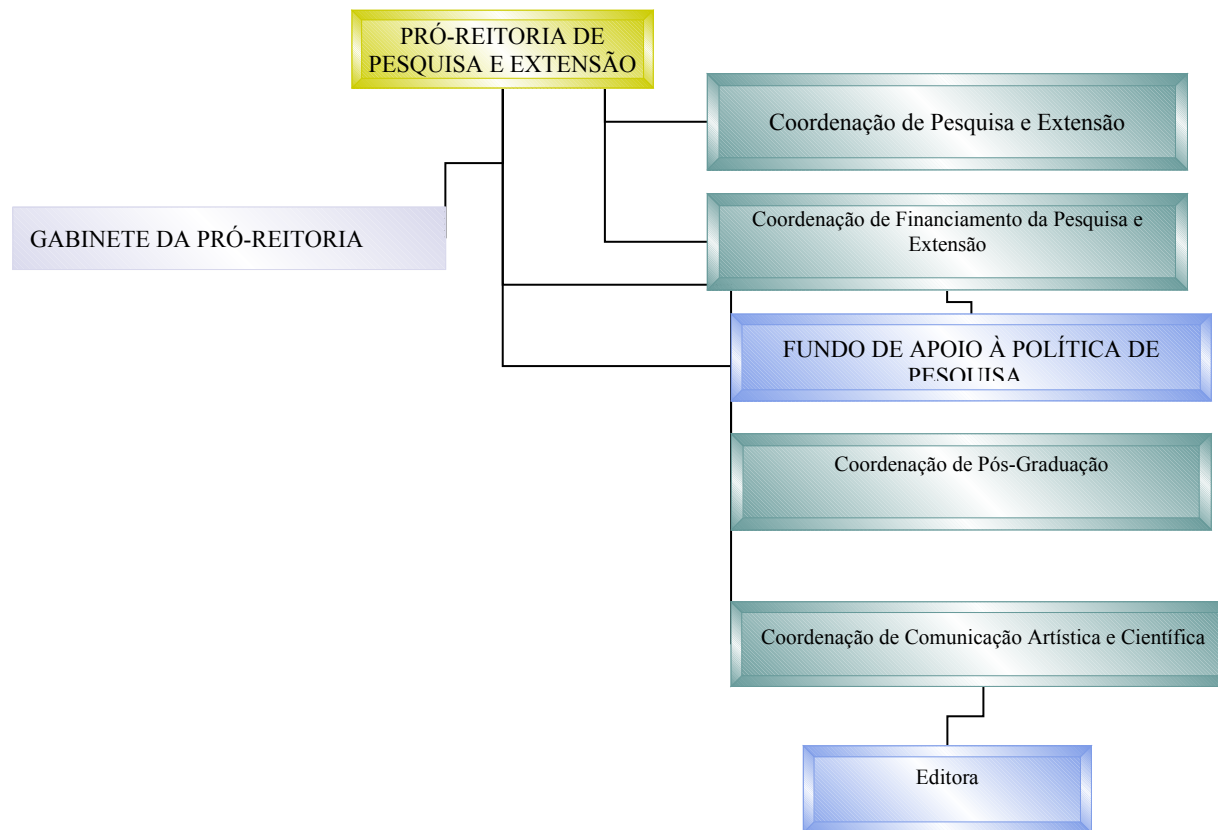 PRÓ-REITORIA DE
PESQUISA E EXTENSÃO
Coordenação de Pesquisa e Extensão
GABINETE DA PRÓ-REITORIA
Coordenação de Financiamento da Pesquisa e
Extensão
FUNDO DE APOIO À POLÍTICA DE
PESQUISA
Coordenação de Pós-Graduação
Coordenação de Comunicação Artística e Científica
Editora